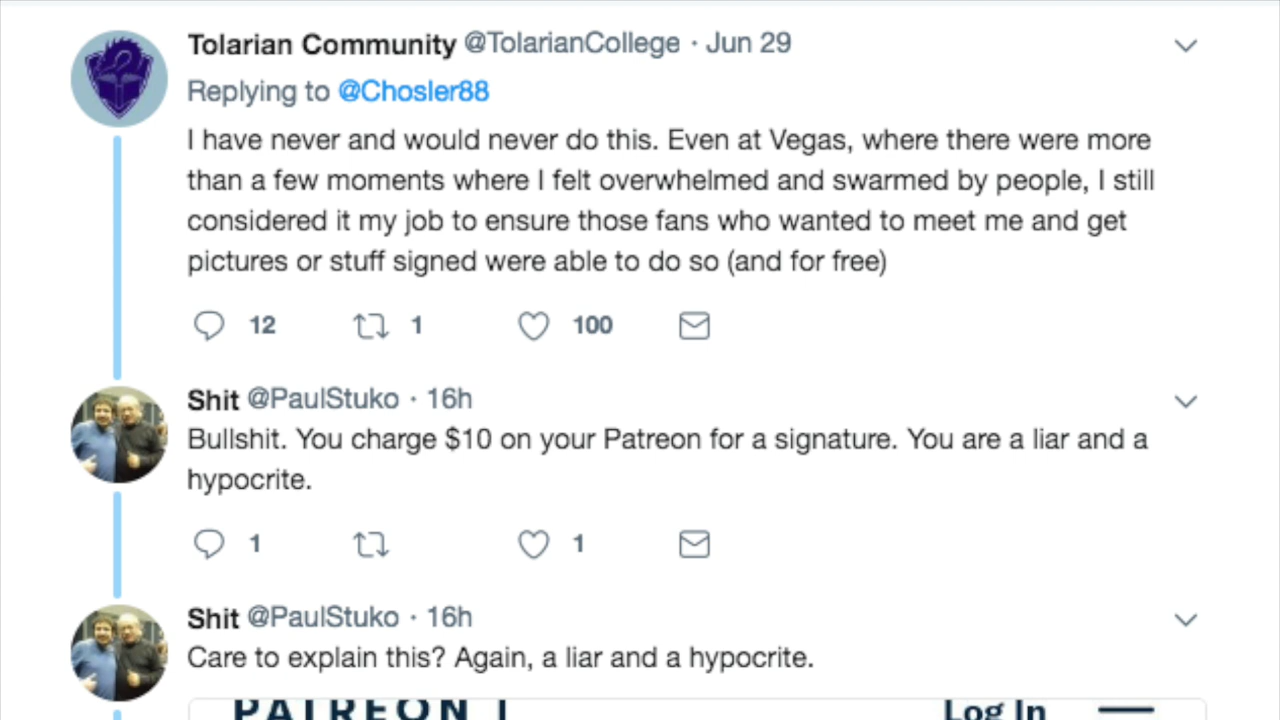 Tolarian Community @TolarianCollege · Jun 29
Replying to @Chosler88
I have never and would never do this. Even at Vegas, where there were more
than a few moments where I felt overwhelmed and swarmed by people, I still
considered it my job to ensure those fans who wanted to meet me and get
pictures or stuff signed were able to do so (and for free)
12 1 100
Shit @PaulStuko · 16h
Bullshit. You charge $10 on your Patreon for a signature. You are a liar and a
hypocrite.
1 1
Shit @PaulStuko · 16h
Care to explain this? Again, a liar and a hypocrite.
PATREON Log In